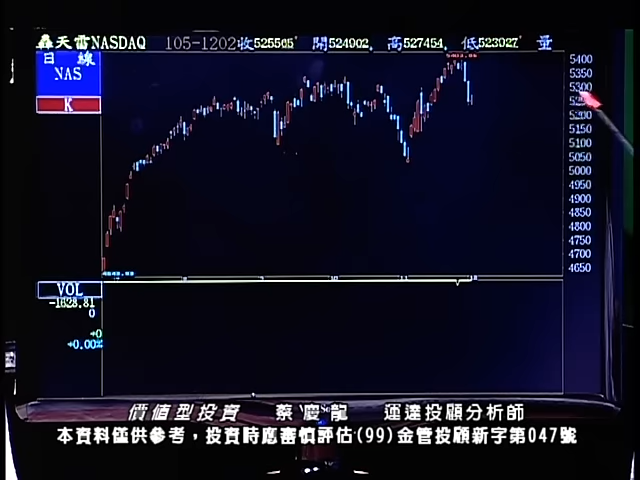 轟天雷NASDAQ 105-1202收525565 開524902 高527454 低523027 量
日 線
NAS
K
5400
5350
5300
5200
5150
5100
5050
5000
4950
4900
4850
4800
4750
4700
4650
VOL
-1628.81
0
+0
+0.00%
價值型投資 蔡慶龍 運達投顧分析師
本資料僅供參考，投資時應審慎評估(99)金管投顧新字第047號